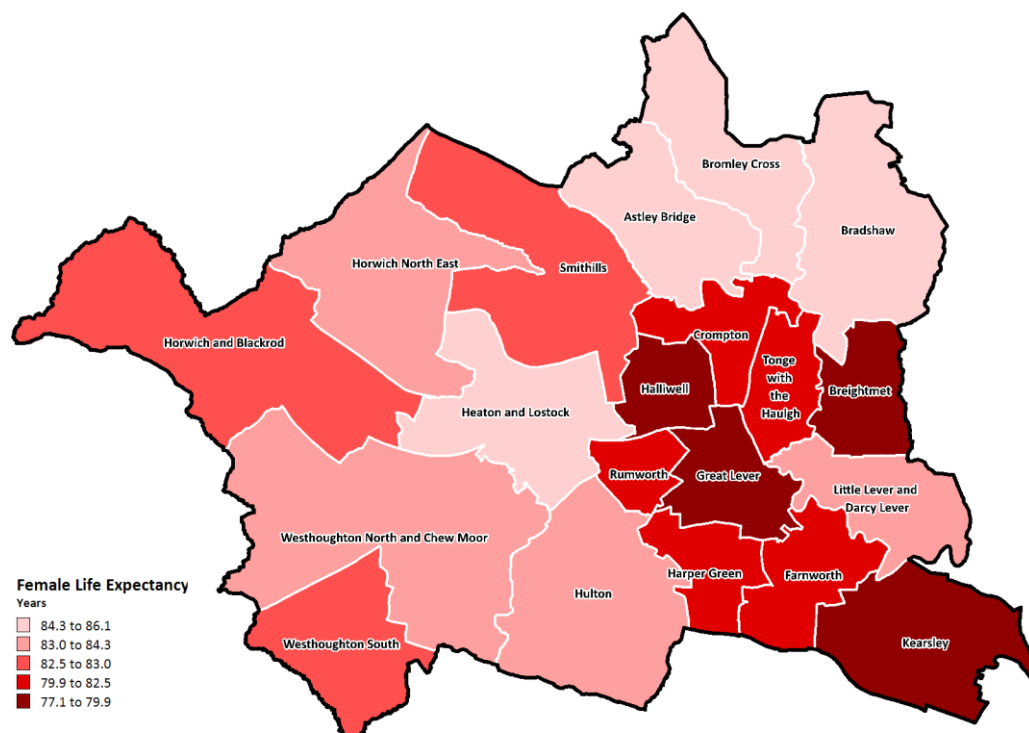 Bromley Cross
Astley Bridge
Bradshaw
Horwich North East
Smithills
Crompton
Horwich and Blackrod
Tonge
with
the
Haulgh
Halliwell
Breightmet
Heaton and Lostock
Rumworth
Great Lever
Little Lever and
Darcy Lever
Westhoughton North and Chew Moor
Harper Green
Farnworth
Hulton
Westhoughton South
Kearsley
Female Life Expectancy
Years
84.3 to 86.1
83.0 to 84.3
82.5 to 83.0
79.9 to 82.5
77.1 to 79.9